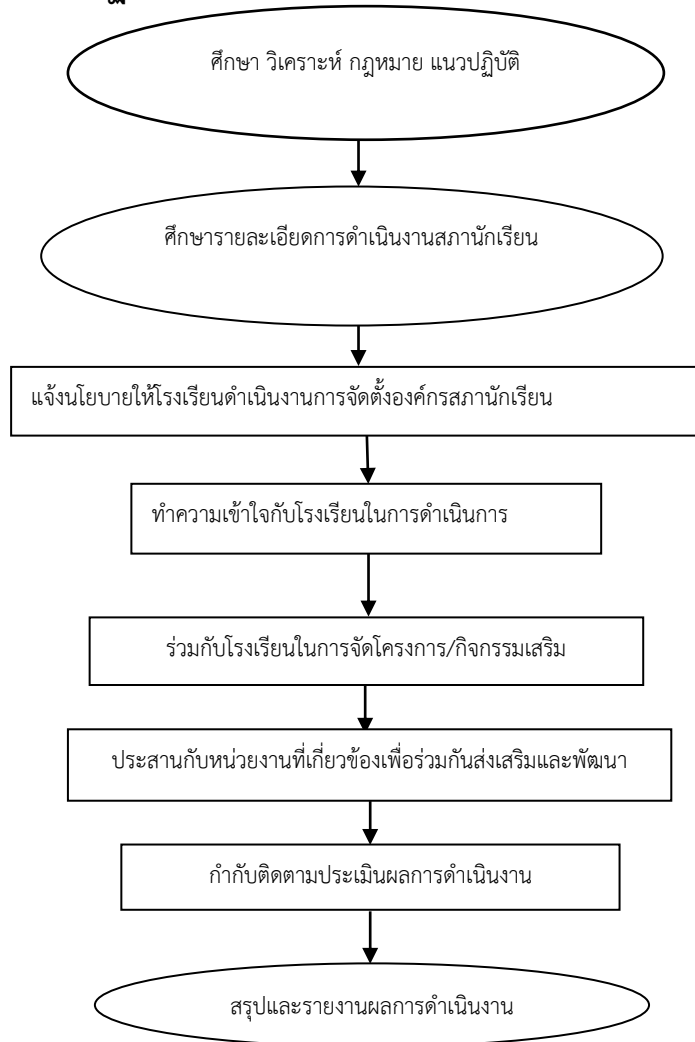 ศึกษา วิเคราะห์ กฎหมาย แนวปฏิบัติ
ศึกษารายละเอียดการดำเนินงานสภานักเรียน
แจ้งนโยบายให้โรงเรียนดำเนินงานการจัดตั้งองค์กรสภานักเรียน
ทำความเข้าใจกับโรงเรียนในการดำเนินการ
ร่วมกับโรงเรียนในการจัดโครงการ/กิจกรรมเสริม
ประสานกับหน่วยงานที่เกี่ยวข้องเพื่อร่วมกันส่งเสริมและพัฒนา
กำกับติดตามประเมินผลการดำเนินงาน
สรุปและรายงานผลการดำเนินงาน